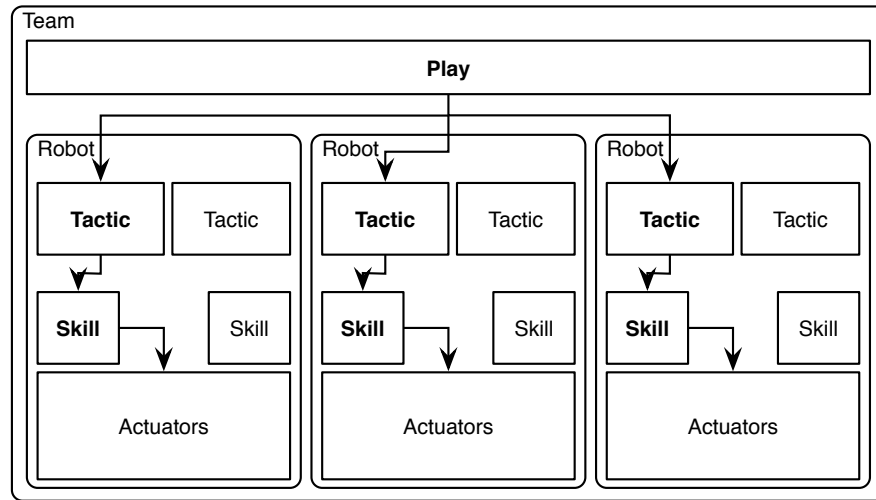 Team
Play
Robot
Robot
Robot
Tactic
Tactic
Tactic
Tactic
Tactic
Tactic
Skill
Skill
Skill
Skill
Skill
Skill
Actuators
Actuators
Actuators